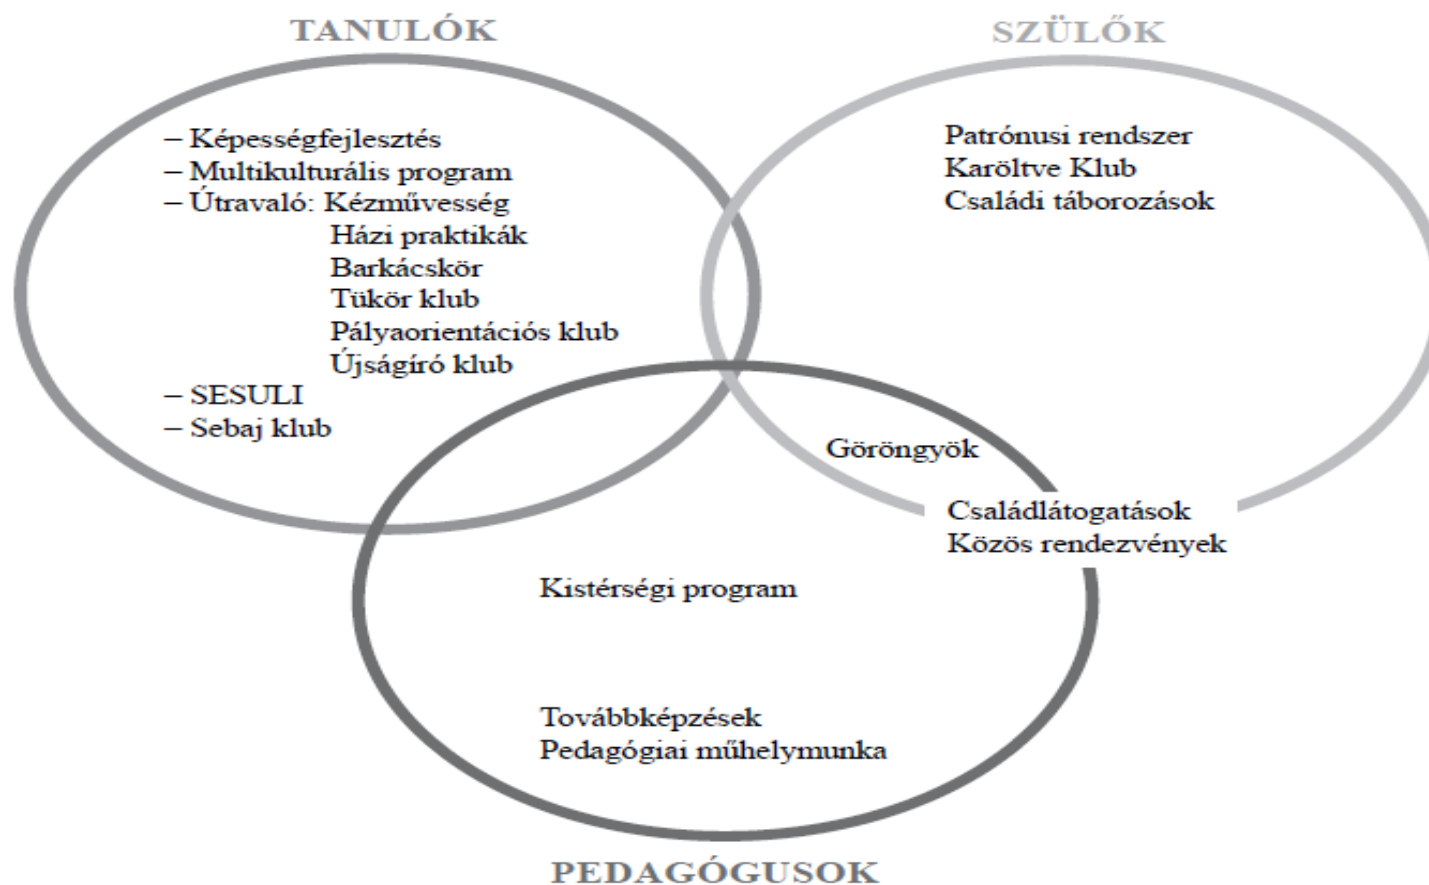 TANULÓK
– Képességfejlesztés
– Multikulturális program
– Útravaló: Kézművesség
Házi praktikák
Barkácskör
Tükör klub
Pályaorientációs klub
Újságíró klub
– SESULI
– Sebaj klub
SZÜLŐK
Patrónusi rendszer
Karöltve Klub
Családi táborozások
Göröngyök
Családlátogatások
Közös rendezvények
Kistérségi program
Továbbképzések
Pedagógiai műhelymunka
PEDAGÓGUSOK